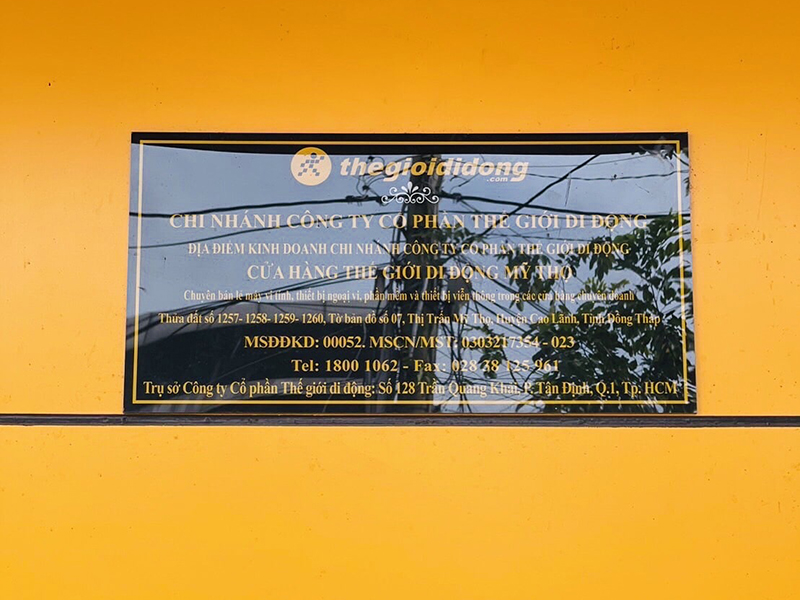 thegioididong
.com
CHI NHÁNH CÔNG TY CỔ PHẦN THẾ GIỚI DI ĐỘNG
ĐỊA ĐIỂM KINH DOANH CHI NHÁNH CÔNG TY CỔ PHẦN THẾ GIỚI DI ĐỘNG
CỬA HÀNG THẾ GIỚI DI ĐỘNG MỸ THỌ
Chuyên bán lẻ máy vi tính, thiết bị ngoại vi, phần mềm và thiết bị viễn thông trong các cửa hàng chuyên doanh
Thửa đất số 1257- 1258- 1259- 1260, Tờ bản đồ số 07, Thị Trấn Mỹ Thọ, Huyện Cao Lãnh, Tỉnh Đồng Tháp
MSĐĐKD: 00052. MSCN/MST: 0303217354 - 023
Tel: 1800 1062 - Fax: 028 38 125 961
Trụ sở Công ty Cổ phần Thế giới di động: Số 128 Trần Quang Khải, P. Tân Định, Q.1, Tp. HCM